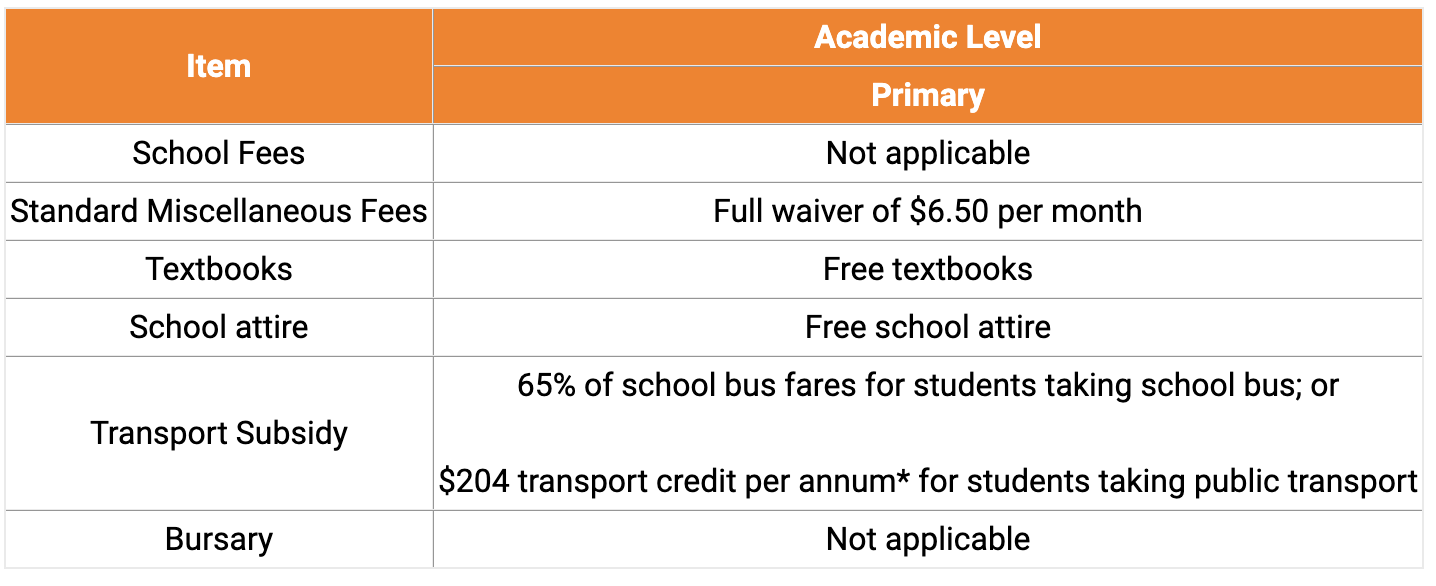 Item
Academic Level
Primary
School Fees
Not applicable
Standard Miscellaneous Fees
Full waiver of $6.50 per month
Textbooks
Free textbooks
School attire
Free school attire
Transport Subsidy
65% of school bus fares for students taking school bus; or
$204 transport credit per annum* for students taking public transport
Bursary
Not applicable